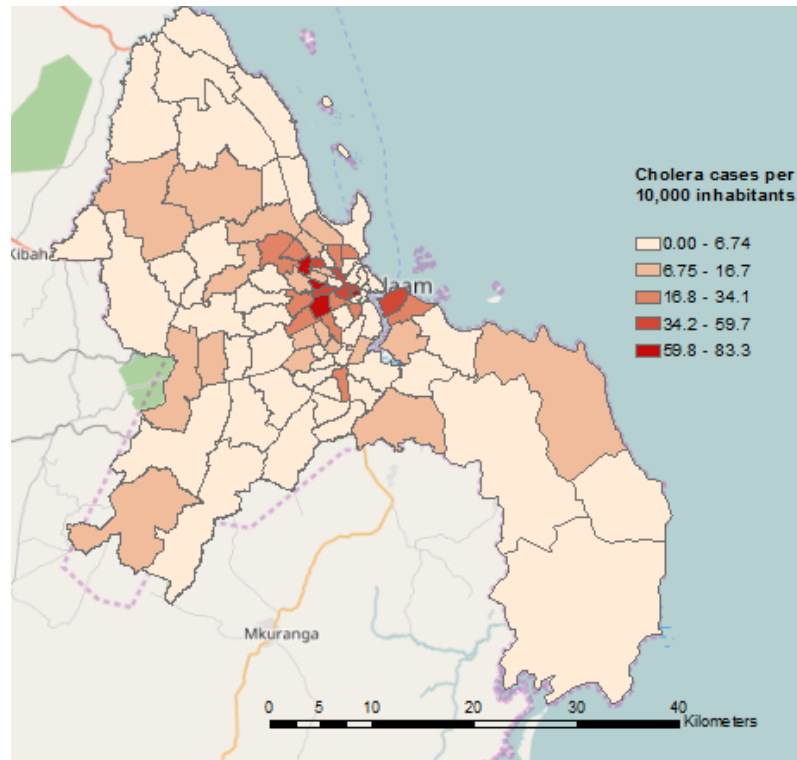 Cholera cases per
10,000 inhabitants
0.00 - 6.74
6.75 - 16.7
16.8 - 34.1
34.2 - 59.7
59.8 - 83.3
Kibaha
laam
Mkuranga
0 5 10 20 30 40
Kilometers